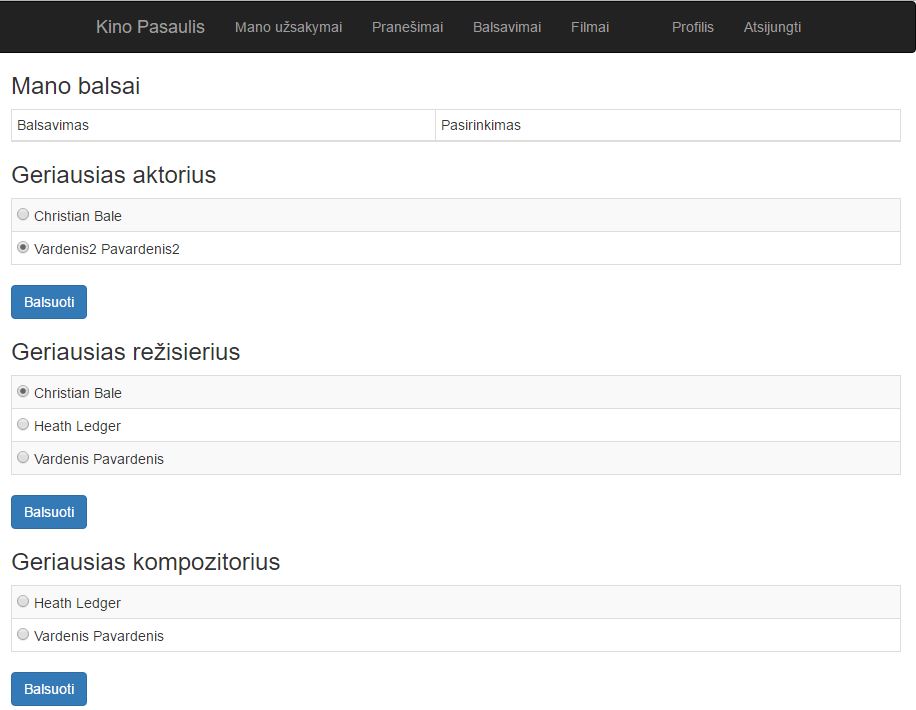 Kino Pasaulis Mano užsakymai Pranešimai Balsavimai Filmai Profilis Atsijungti
Mano balsai
Balsavimas Pasirinkimas
Geriausias aktorius
Christian Bale
Vardenis2 Pavardenis2
Balsuoti
Geriausias režisierius
Christian Bale
Heath Ledger
Vardenis Pavardenis
Balsuoti
Geriausias kompozitorius
Heath Ledger
Vardenis Pavardenis
Balsuoti